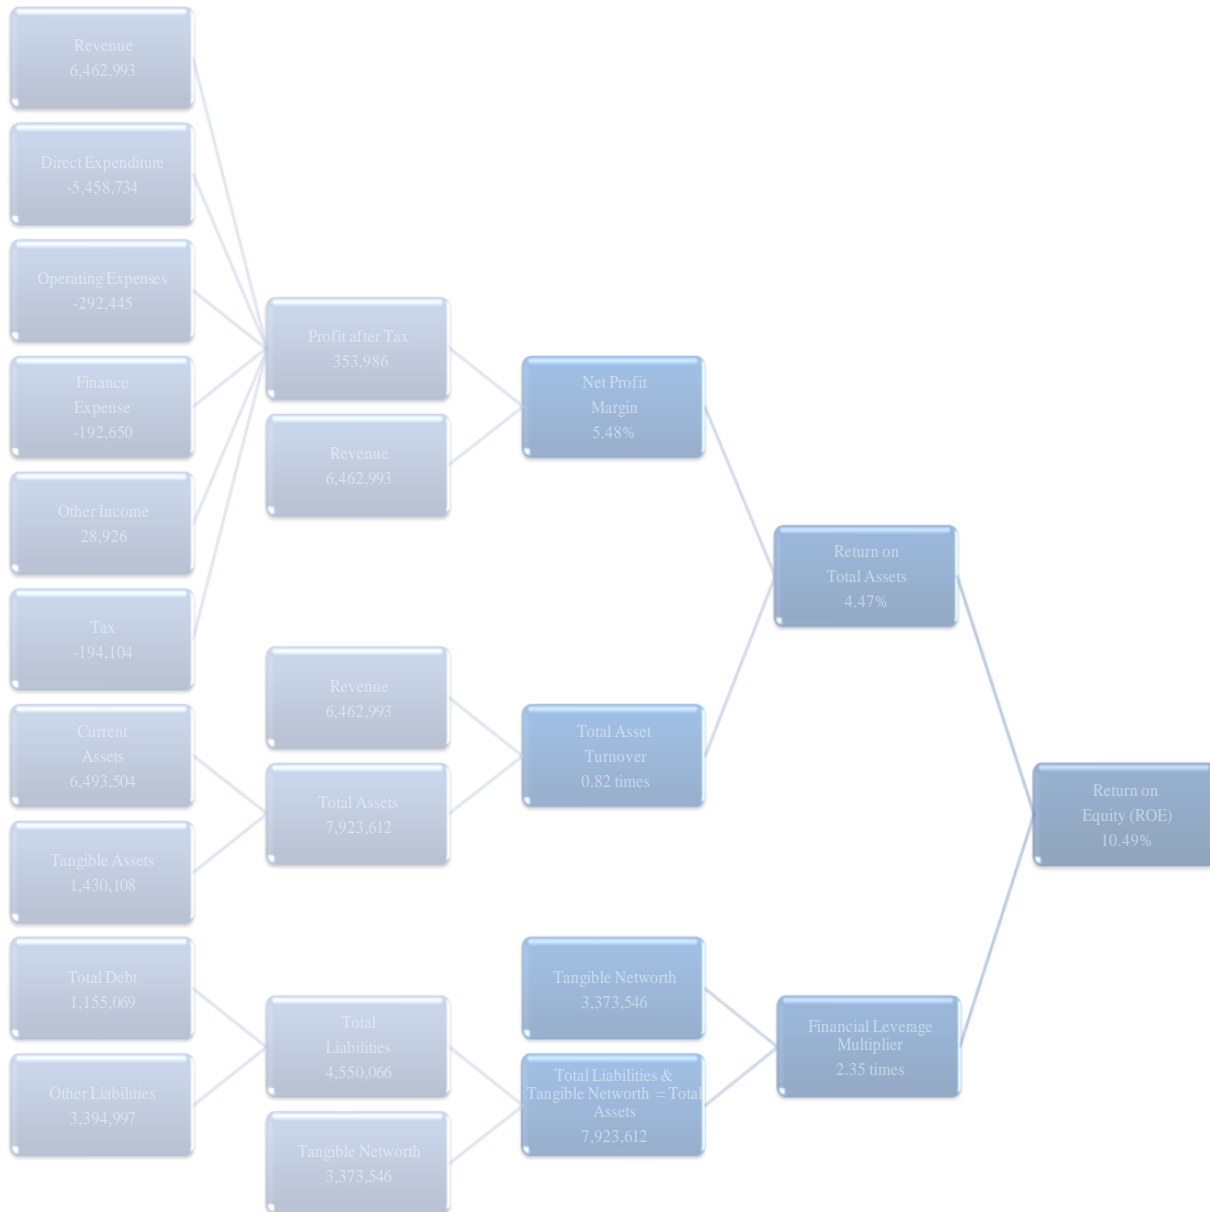 Revenue
6,462,993
Direct Expenditure
-5,458,734
Operating Expenses
-292,445
Finance
Expense
-192,650
Other Income
28,926
Tax
-194,104
Current
Assets
6,493,504
Tangible Assets
1,430,108
Total Debt
1,155,069
Other Liabilities
3,394,997
Profit after Tax
353,986
Revenue
6,462,993
Revenue
6,462,993
Total Assets
7,923,612
Total
Liabilities
4,550,066
Tangible Networth
3,373,546
Net Profit
Margin
5.48%
Total Asset
Turnover
0.82 times
Tangible Networth
3,373,546
Total Liabilities &
Tangible Networth = Total
Assets
7,923,612
Return on
Total Assets
4.47%
Financial Leverage
Multiplier
2.35 times
Return on
Equity (ROE)
10.49%